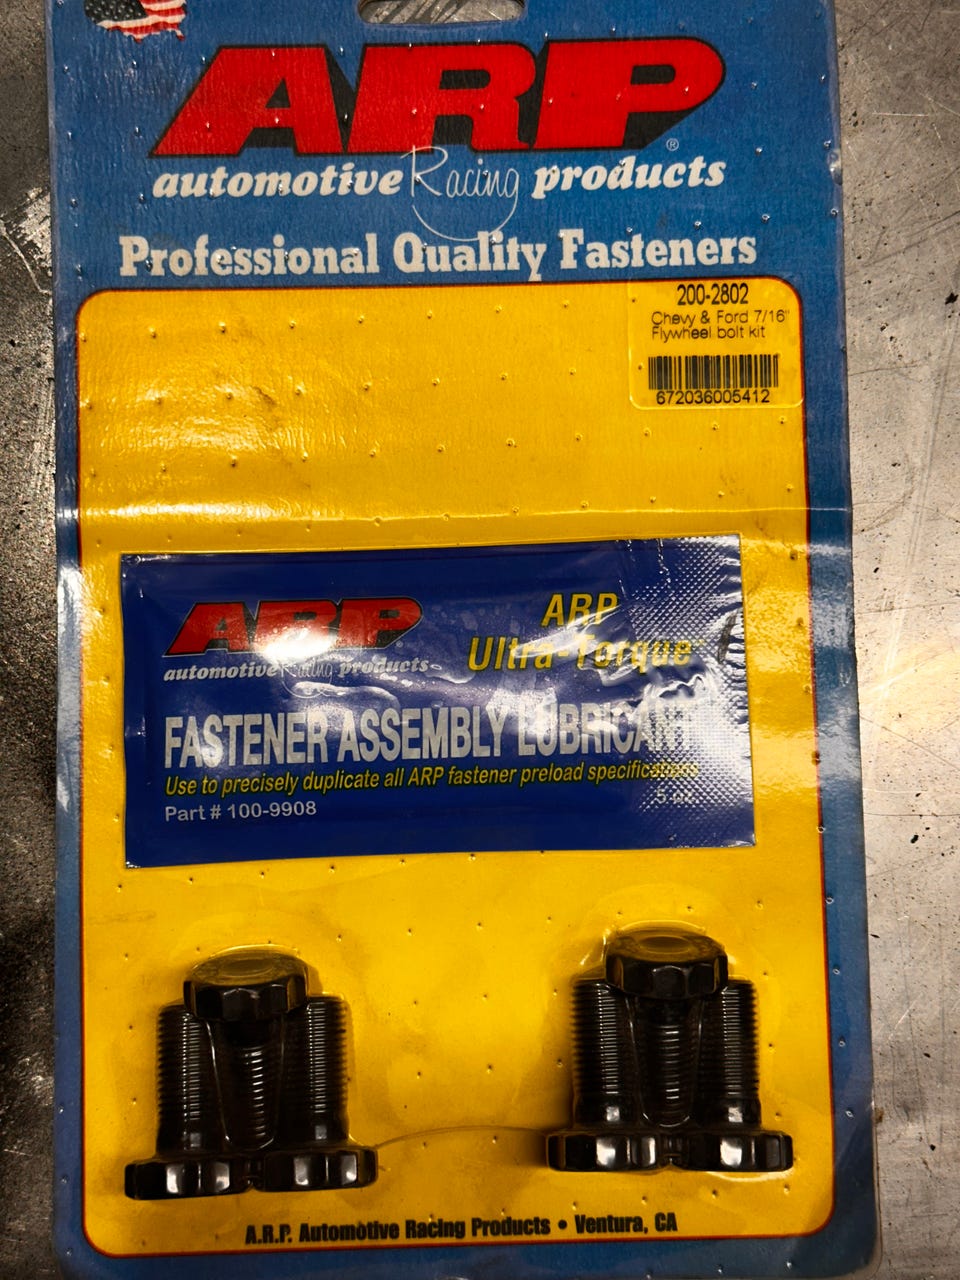 ARP®
automotive Racing products
Professional Quality Fasteners
200-2802
Chevy & Ford 7/16"
Flywheel bolt kit
672036005412
ARP
automotive Racing products
ARP
Ultra-Torque
FASTENER ASSEMBLY LUBRICANT
Use to precisely duplicate all ARP fastener preload specifications
Part # 100-9908
.5 oz.
A.R.P. Automotive Racing Products • Ventura, CA